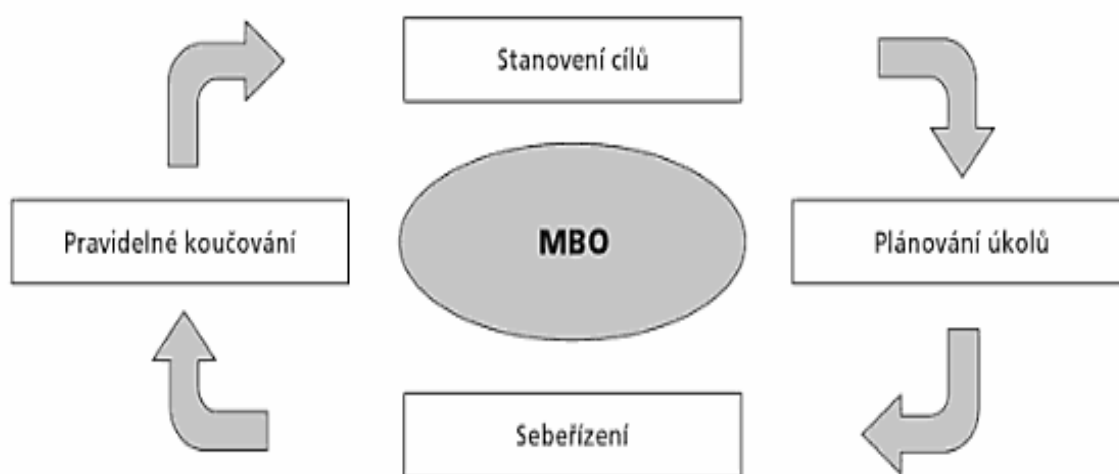 Stanovení cílů
Pravidelné koučování
MBO
Plánování úkolů
Sebeřízení